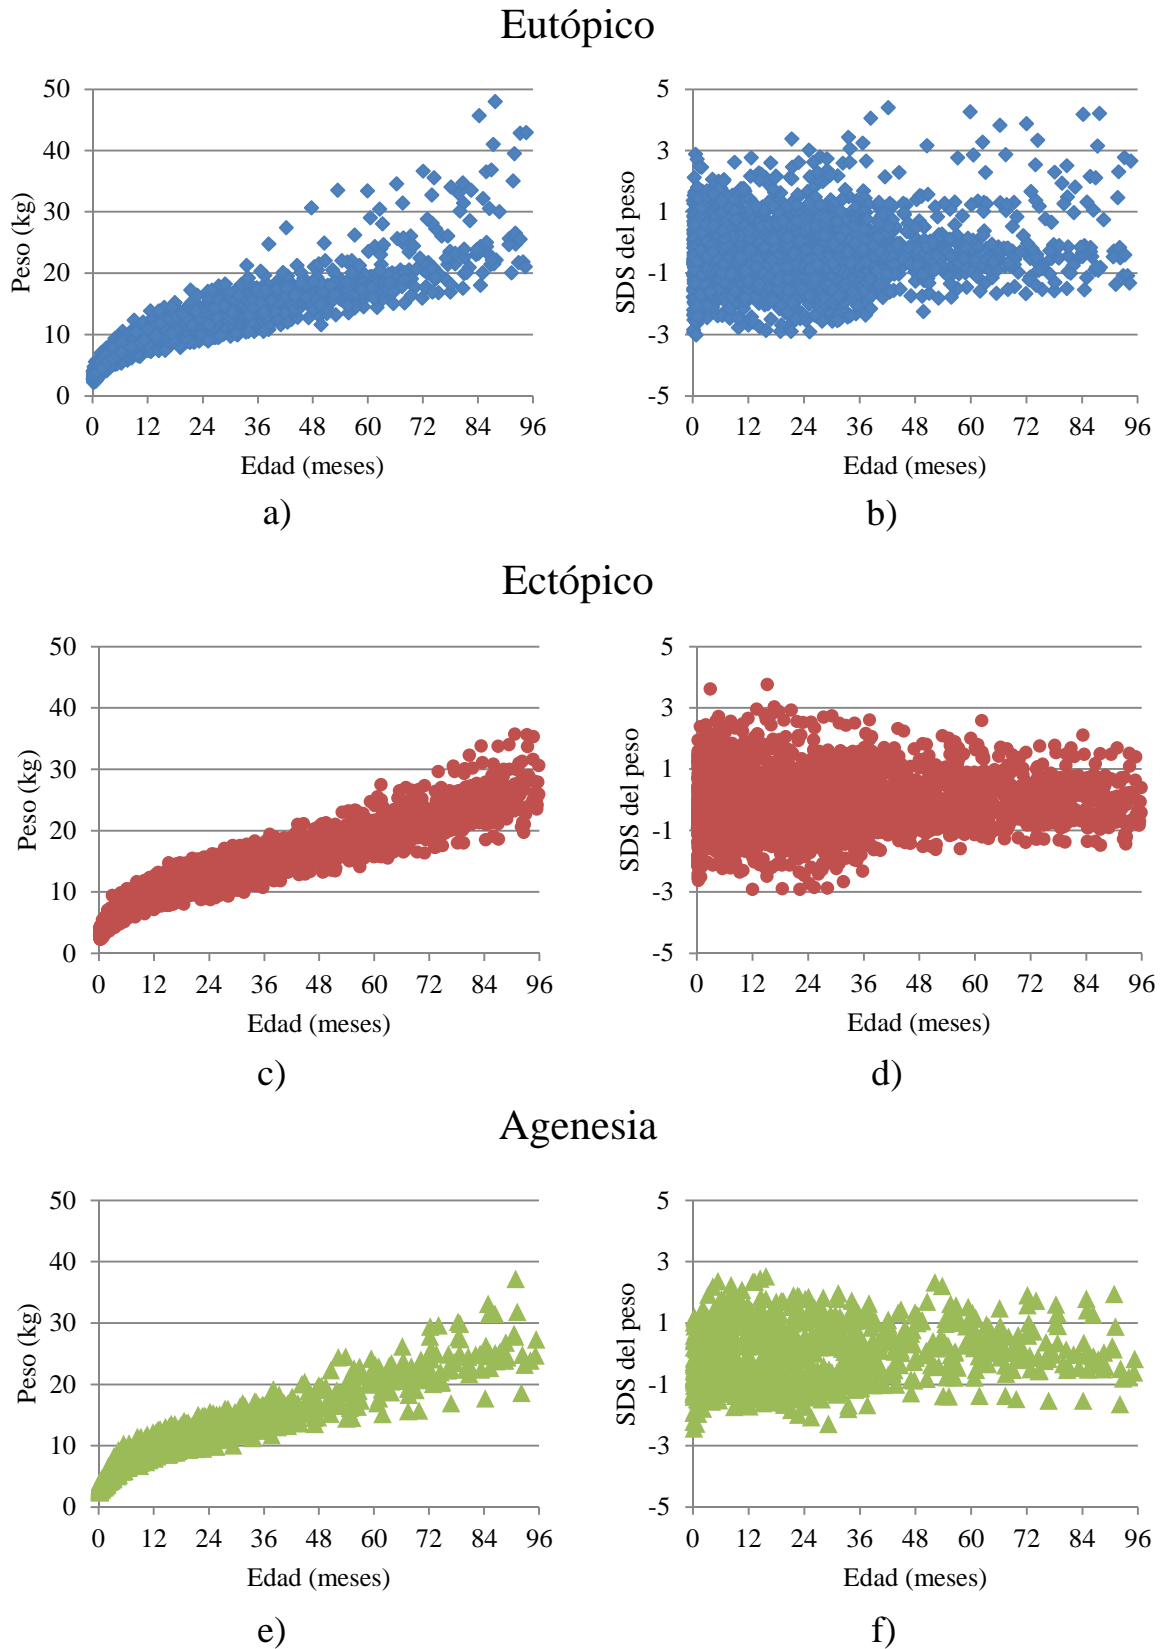 Eutópico
50
40
30
20
10
0
Peso (kg)
0 12 24 36 48 60 72 84 96
Edad (meses)
a)
5
3
1
-1
-3
-5
SDS del peso
0 12 24 36 48 60 72 84 96
Edad (meses)
b)
Ectópico
50
40
30
20
10
0
Peso (kg)
0 12 24 36 48 60 72 84 96
Edad (meses)
c)
5
3
1
-1
-3
-5
SDS del peso
0 12 24 36 48 60 72 84 96
Edad (meses)
d)
Agenesia
50
40
30
20
10
0
Peso (kg)
0 12 24 36 48 60 72 84 96
Edad (meses)
e)
5
3
1
-1
-3
-5
SDS del peso
0 12 24 36 48 60 72 84 96
Edad (meses)
f)